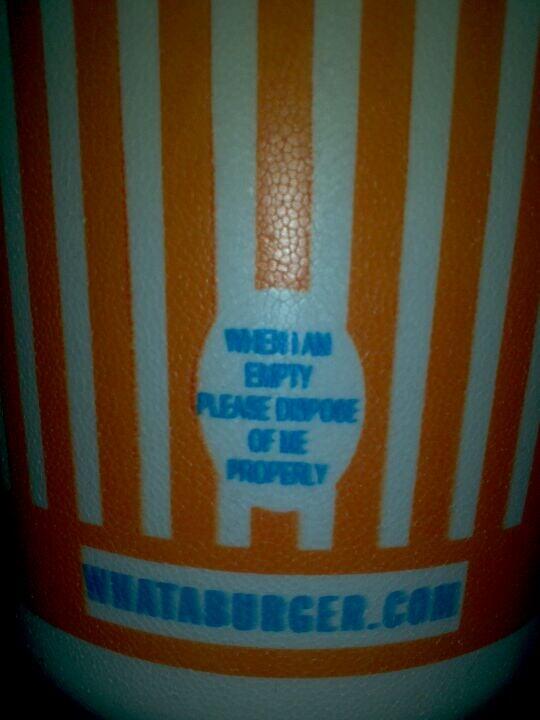 WHEN I AM
EMPTY
PLEASE DISPOSE
OF ME
PROPERLY
WHATABURGER.COM